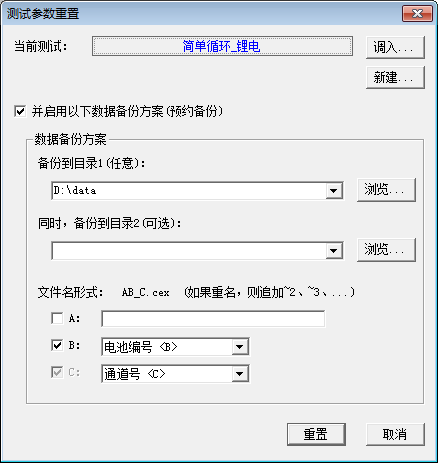 测试参数重置
当前测试： 简单循环_锂电 调入...
新建...
并启用以下数据备份方案(预约备份)
数据备份方案
备份到目录1(任意)：
D:\data 浏览...
同时，备份到目录2(可选)：
浏览...
文件名形式： AB_C.cex (如果重名，则追加~2、~3、...)
A:
B: 电池编号 <B>
C: 通道号 <C>
重置 取消